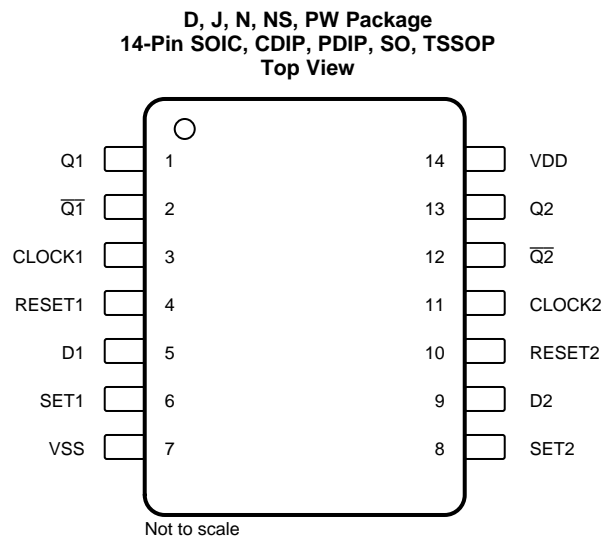 D, J, N, NS, PW Package
14-Pin SOIC, CDIP, PDIP, SO, TSSOP
Top View
Q1 1 14 VDD
Q̅1̅ 2 13 Q2
CLOCK1 3 12 Q̅2̅
RESET1 4 11 CLOCK2
D1 5 10 RESET2
SET1 6 9 D2
VSS 7 8 SET2
Not to scale